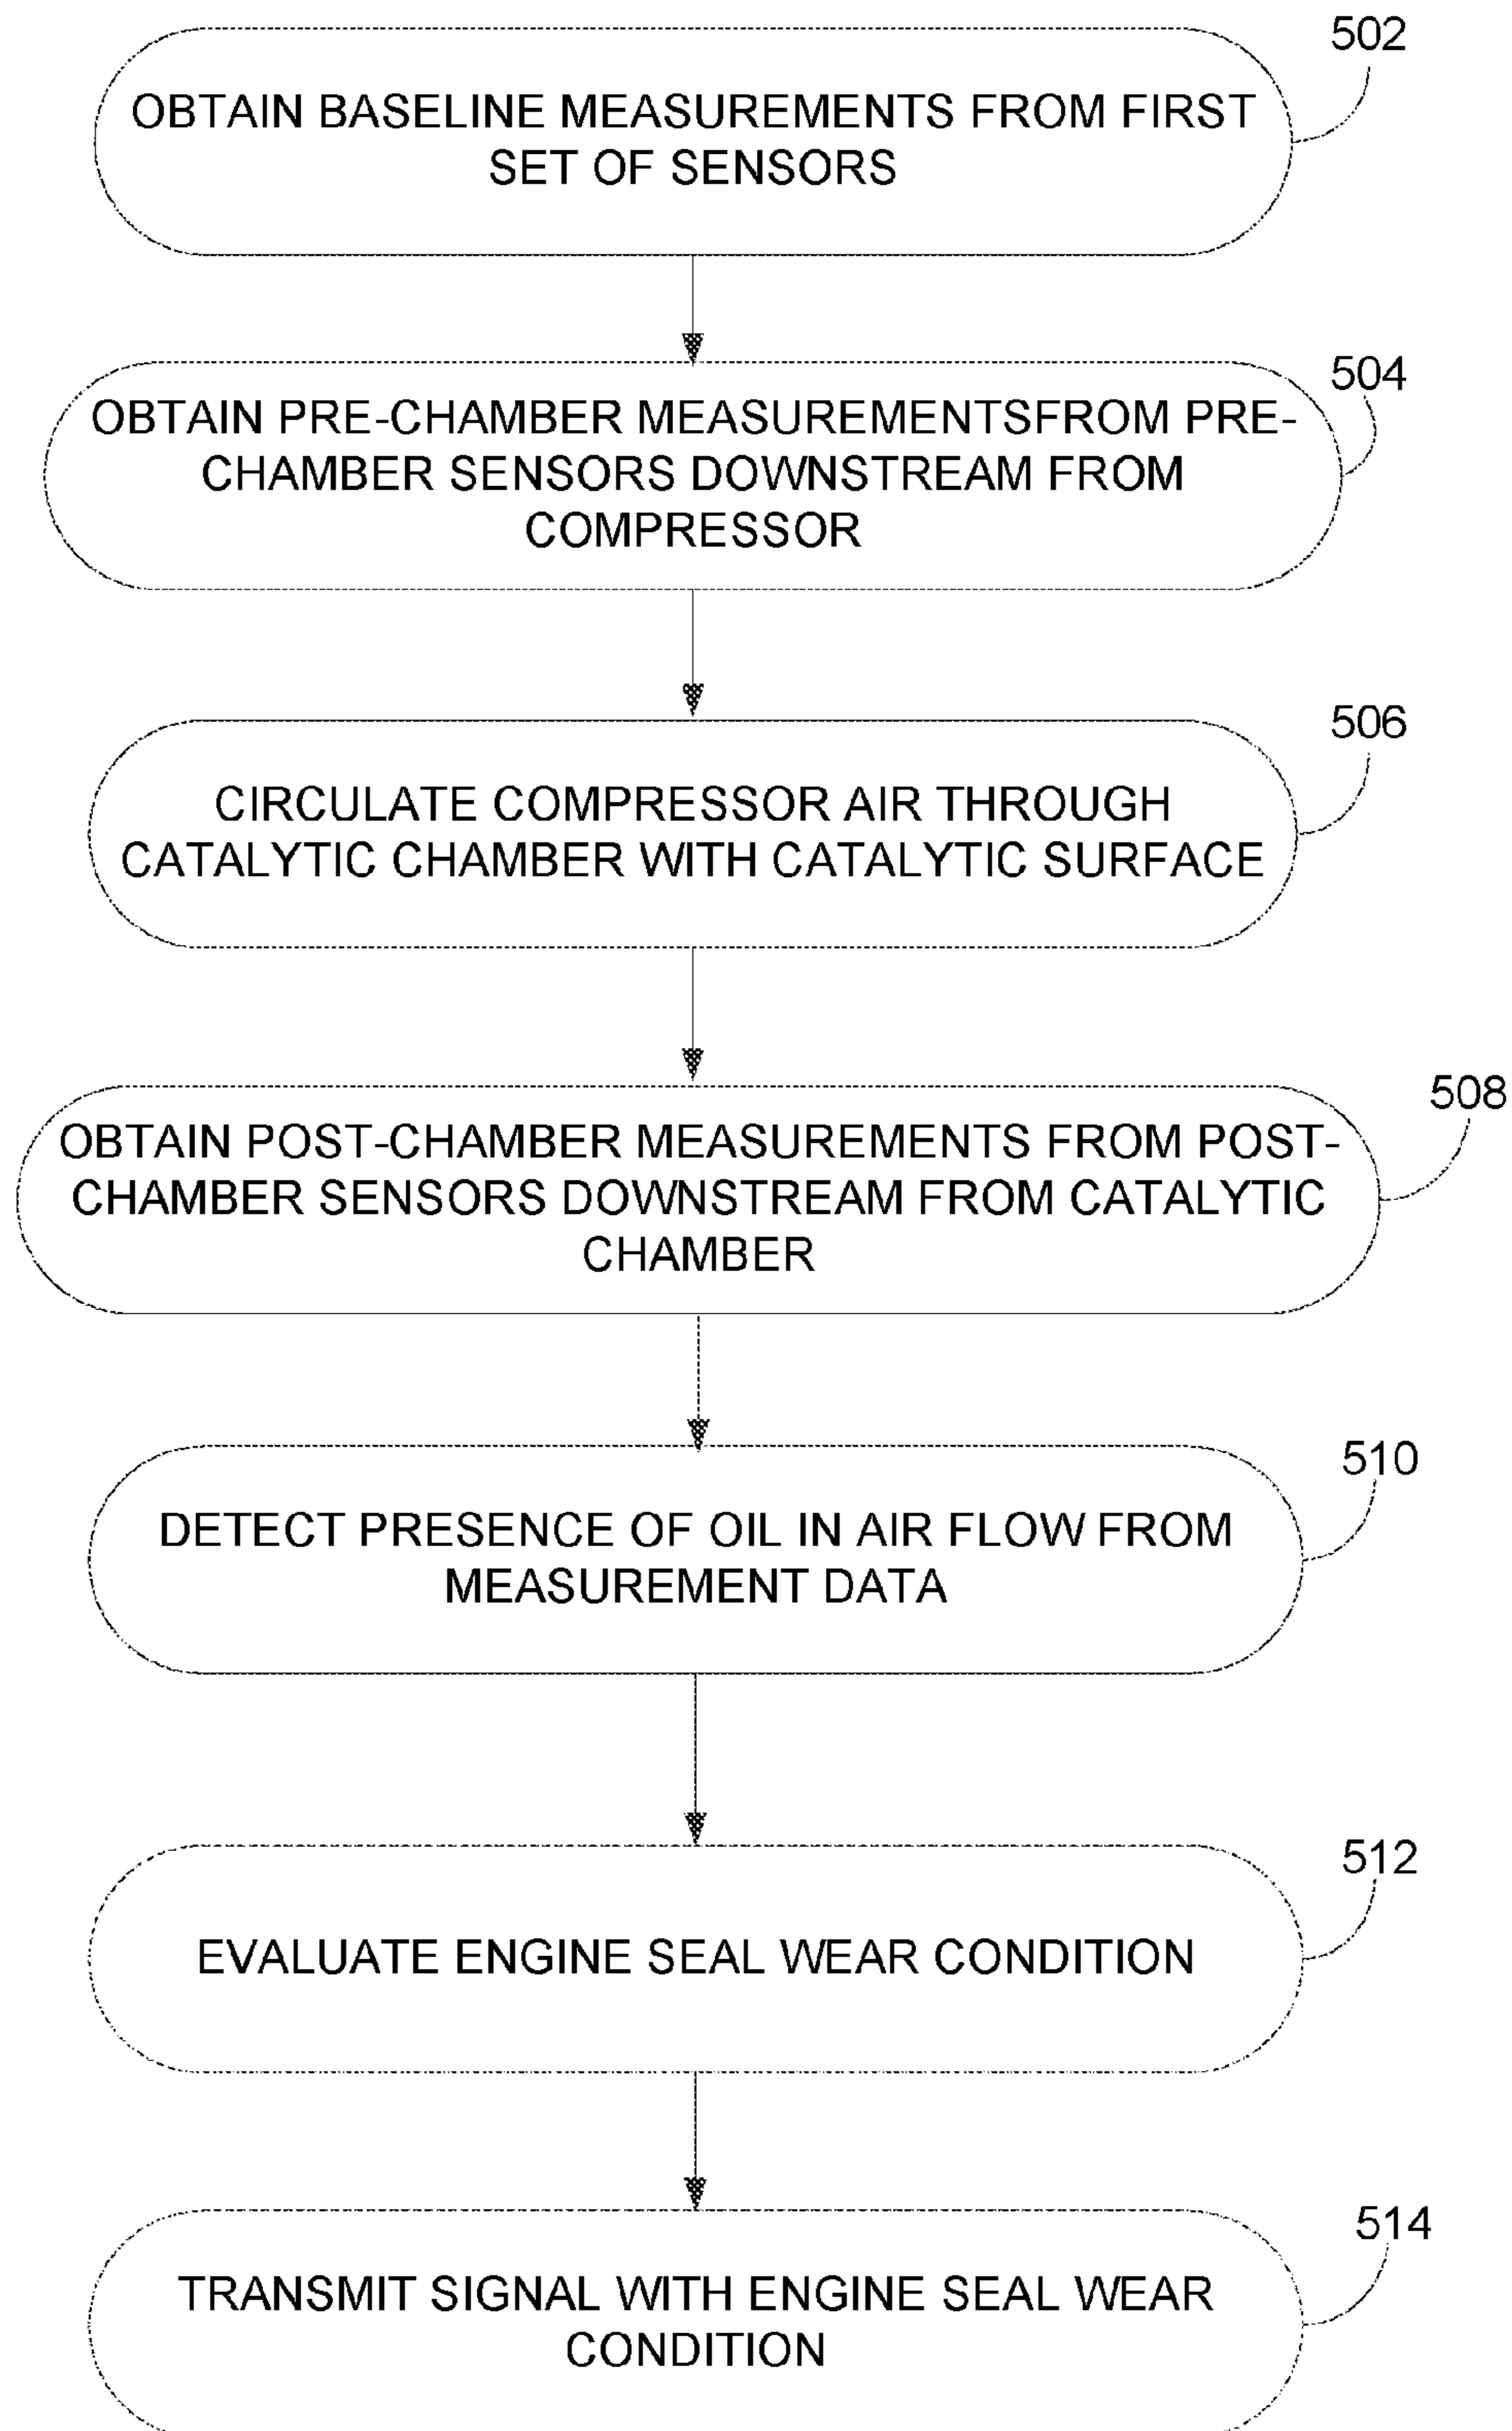 502
OBTAIN BASELINE MEASUREMENTS FROM FIRST
SET OF SENSORS
504
OBTAIN PRE-CHAMBER MEASUREMENTSFROM PRE-
CHAMBER SENSORS DOWNSTREAM FROM
COMPRESSOR
506
CIRCULATE COMPRESSOR AIR THROUGH
CATALYTIC CHAMBER WITH CATALYTIC SURFACE
508
OBTAIN POST-CHAMBER MEASUREMENTS FROM POST-
CHAMBER SENSORS DOWNSTREAM FROM CATALYTIC
CHAMBER
510
DETECT PRESENCE OF OIL IN AIR FLOW FROM
MEASUREMENT DATA
512
EVALUATE ENGINE SEAL WEAR CONDITION
514
TRANSMIT SIGNAL WITH ENGINE SEAL WEAR
CONDITION